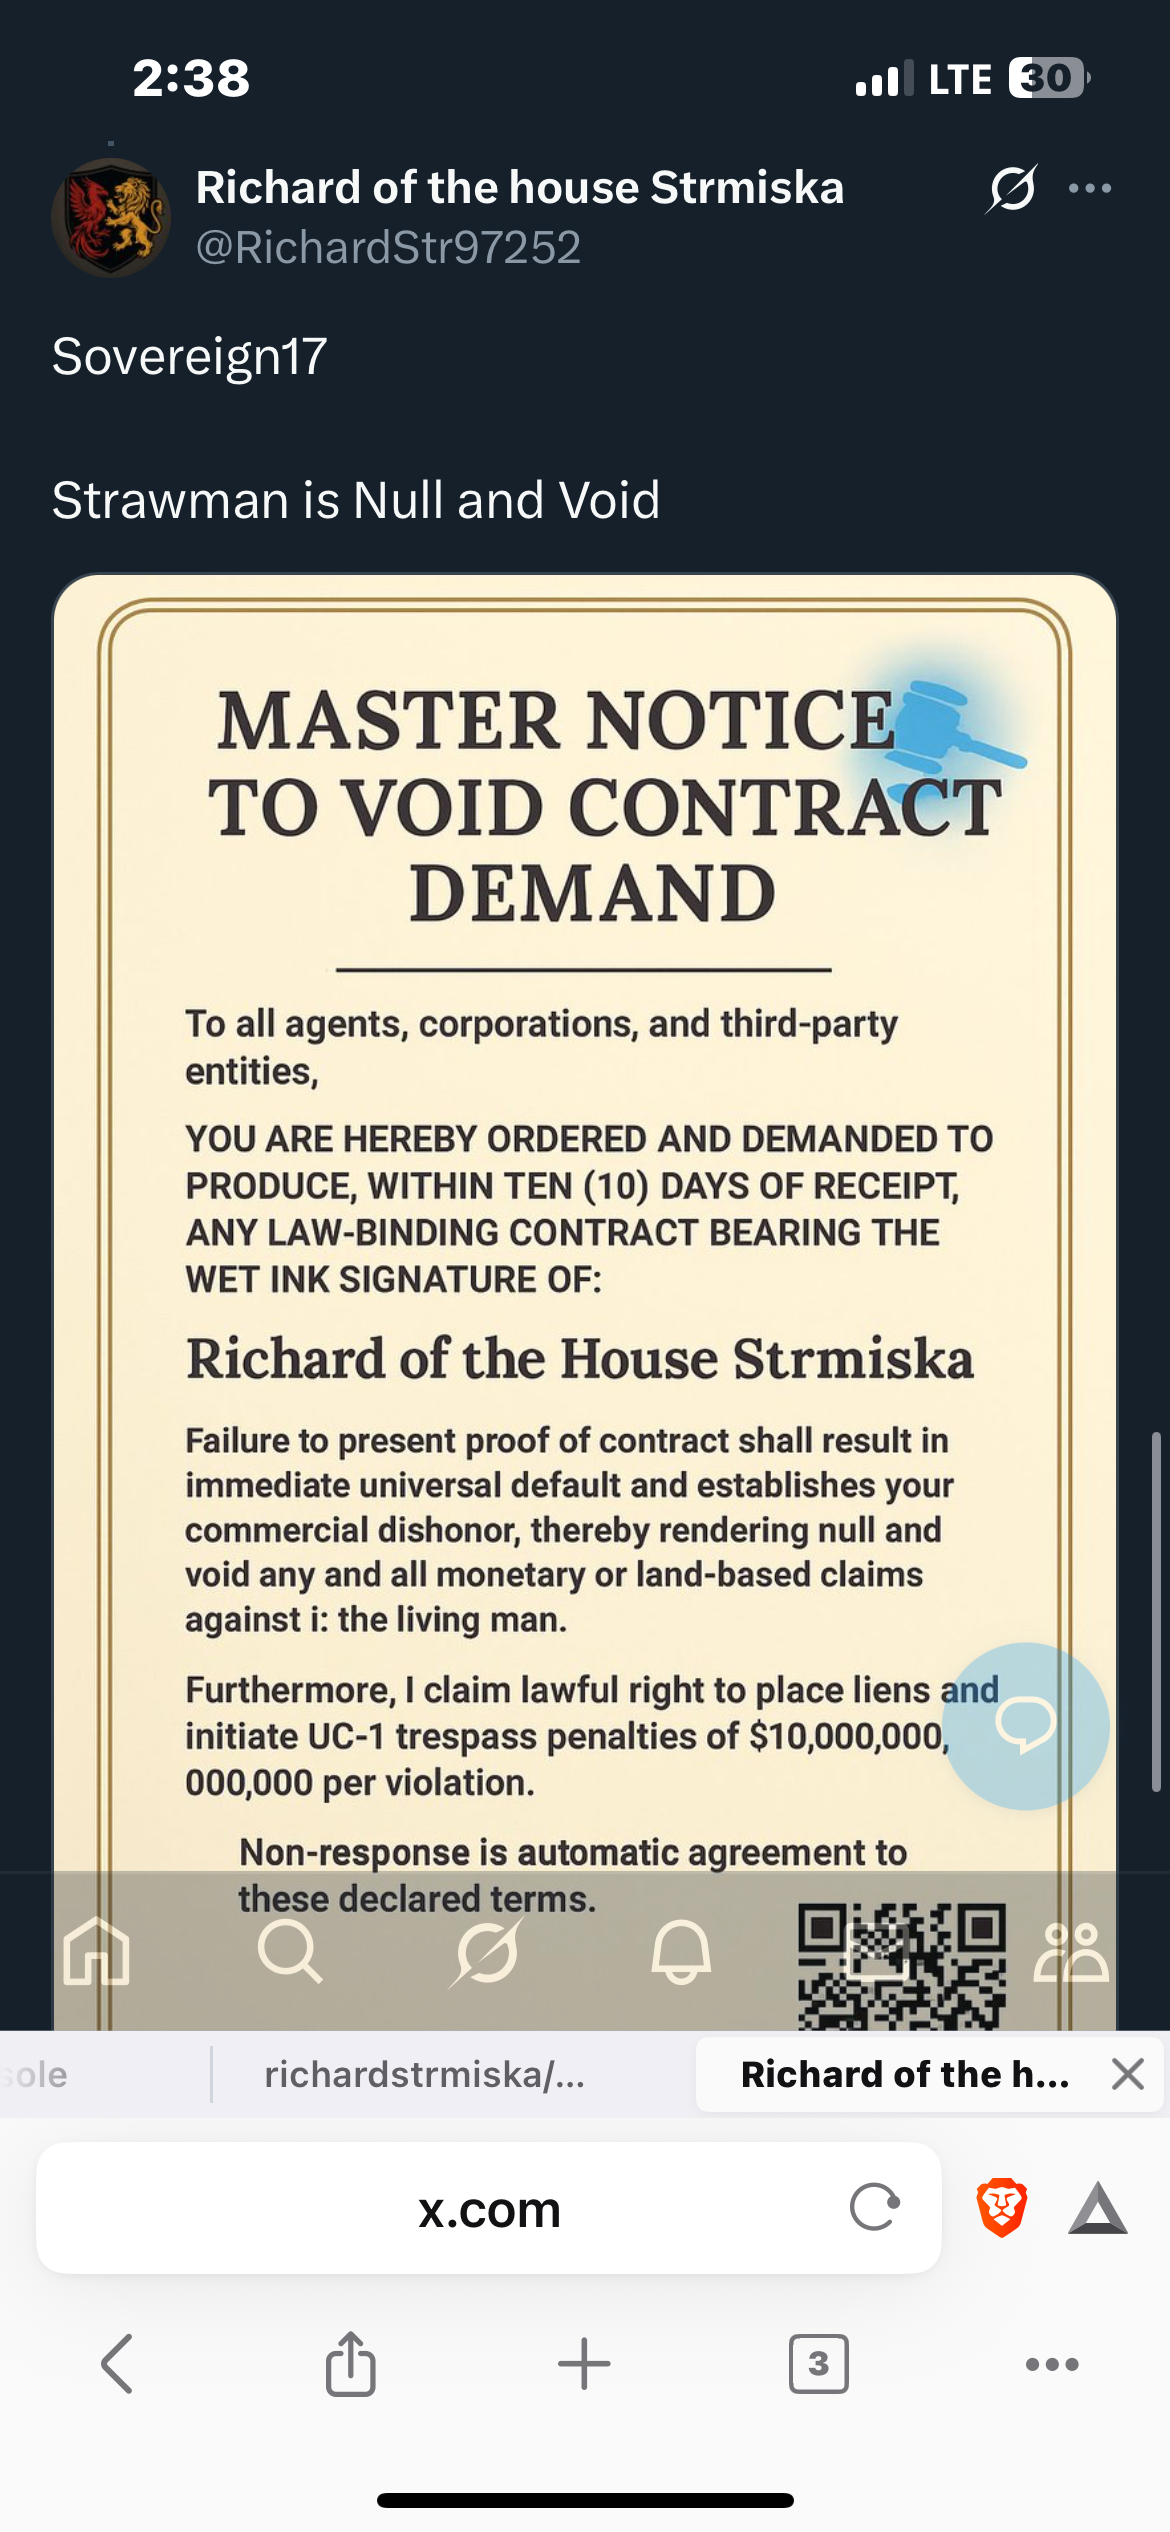 2:38
LTE 30
Richard of the house Strmiska
@RichardStr97252
Sovereign17
Strawman is Null and Void
MASTER NOTICE
TO VOID CONTRACT
DEMAND
To all agents, corporations, and third-party
entities,
YOU ARE HEREBY ORDERED AND DEMANDED TO
PRODUCE, WITHIN TEN (10) DAYS OF RECEIPT,
ANY LAW-BINDING CONTRACT BEARING THE
WET INK SIGNATURE OF:
Richard of the House Strmiska
Failure to present proof of contract shall result in
immediate universal default and establishes your
commercial dishonor, thereby rendering null and
void any and all monetary or land-based claims
against i: the living man.
Furthermore, I claim lawful right to place liens and
initiate UC-1 trespass penalties of $10,000,000,
000,000 per violation.
Non-response is automatic agreement to
these declared terms.
sole
richardstrmiska/...
Richard of the h...
x.com
3